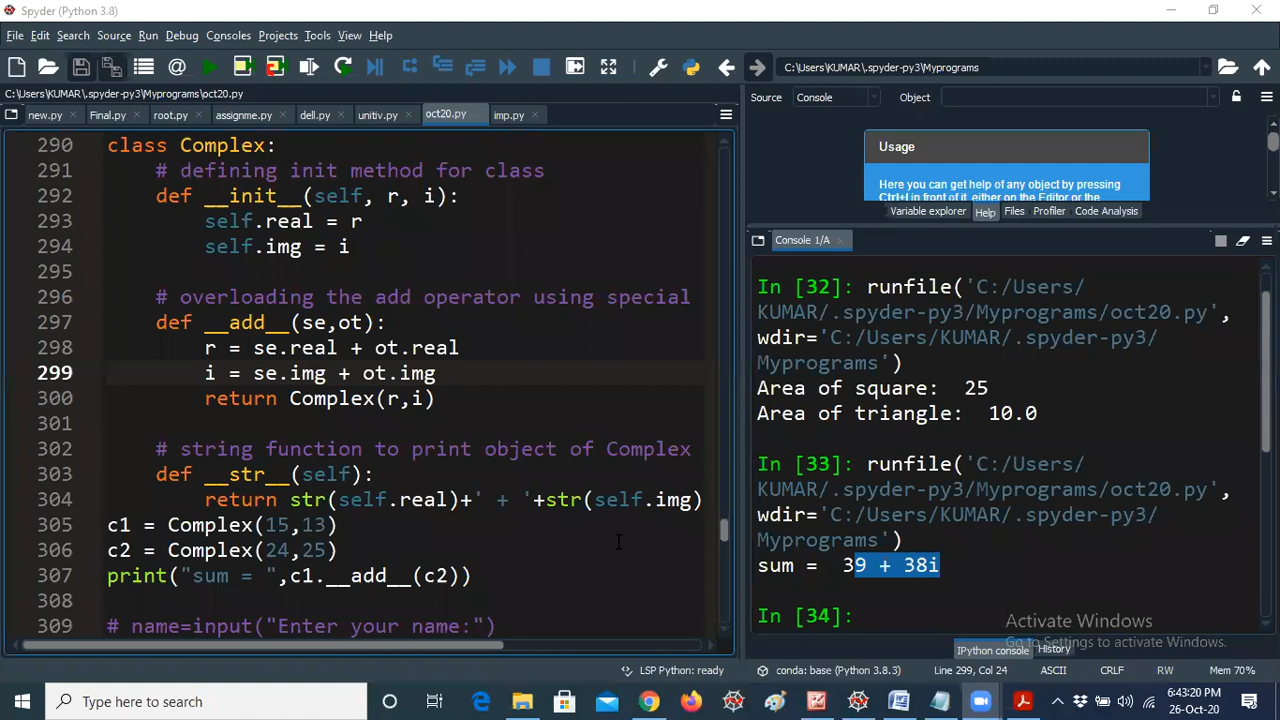 Spyder (Python 3.8)
File Edit Search Source Run Debug Consoles Projects Tools View Help
C:\Users\KUMAR\.spyder-py3\Myprograms
C:\Users\KUMAR\.spyder-py3\Myprograms\oct20.py
Source Console Object
new.py Final.py root.py assignme.py dell.py unitiv.py oct20.py imp.py
290 class Complex:
291 # defining init method for class
292 def __init__(self, r, i):
293 self.real = r
294 self.img = i
295
296 # overloading the add operator using special
297 def __add__(se,ot):
298 r = se.real + ot.real
299 i = se.img + ot.img
300 return Complex(r,i)
301
302 # string function to print object of Complex
303 def __str__(self):
304 return str(self.real)+' + '+str(self.img)
305 c1 = Complex(15,13)
306 c2 = Complex(24,25)
307 print("sum = ",c1.__add__(c2))
308
309 # name=input("Enter your name:")
Usage
Here you can get help of any object by pressing
Ctrl+I in front of it, either on the Editor or the
Variable explorer Help Files Profiler Code Analysis
Console 1/A
In [32]: runfile('C:/Users/
KUMAR/.spyder-py3/Myprograms/oct20.py',
wdir='C:/Users/KUMAR/.spyder-py3/
Myprograms')
Area of square:  25
Area of triangle:  10.0
In [33]: runfile('C:/Users/
KUMAR/.spyder-py3/Myprograms/oct20.py',
wdir='C:/Users/KUMAR/.spyder-py3/
Myprograms')
sum =  39 + 38i
In [34]:
Activate Windows
Go to Settings to activate Windows.
IPython console History
LSP Python: ready conda: base (Python 3.8.3) Line 299, Col 24 ASCII CRLF RW Mem 70%
Type here to search
6:43:20 PM
26-Oct-20